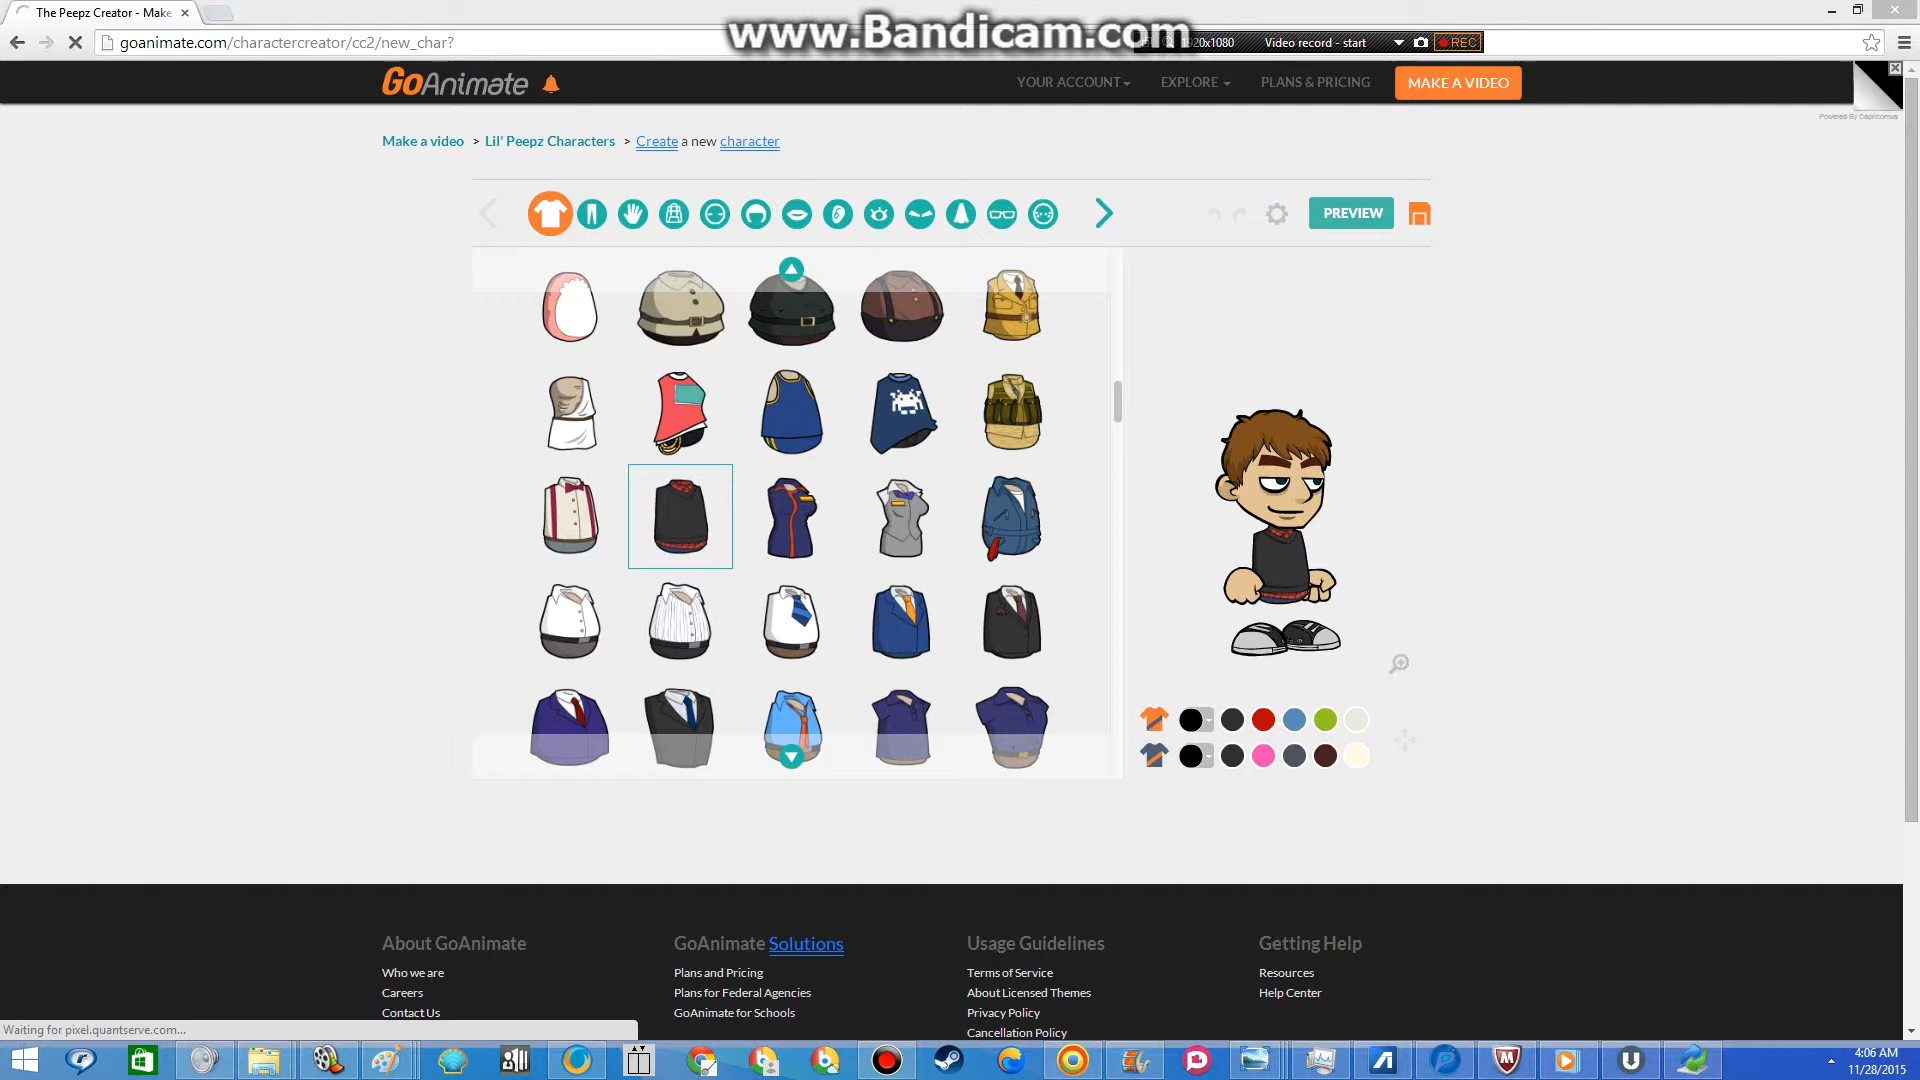 The Peepz Creator - Make
www.Bandicam.com
goanimate.com/charactercreator/cc2/new_char?
1920x1080
Video record - start
REC
GoAnimate
YOUR ACCOUNT
EXPLORE
PLANS & PRICING
MAKE A VIDEO
Powered By Capricornus
Make a video > Lil' Peepz Characters > Create a new character
PREVIEW
About GoAnimate
GoAnimate Solutions
Usage Guidelines
Getting Help
Who we are
Plans and Pricing
Terms of Service
Resources
Careers
Plans for Federal Agencies
About Licensed Themes
Help Center
Contact Us
GoAnimate for Schools
Privacy Policy
Cancellation Policy
Waiting for pixel.quantserve.com...
4:06 AM
11/28/2015